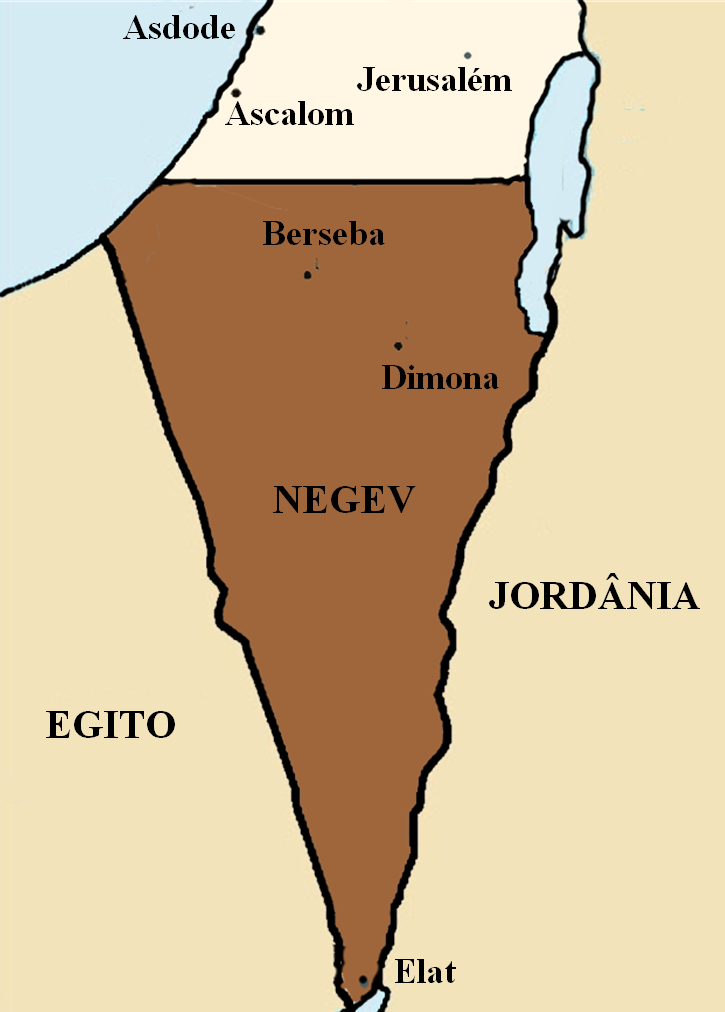 Asdode
Jerusalém
Ascalom
Berseba
Dimona
NEGEV
JORDÂNIA
EGITO
Elat